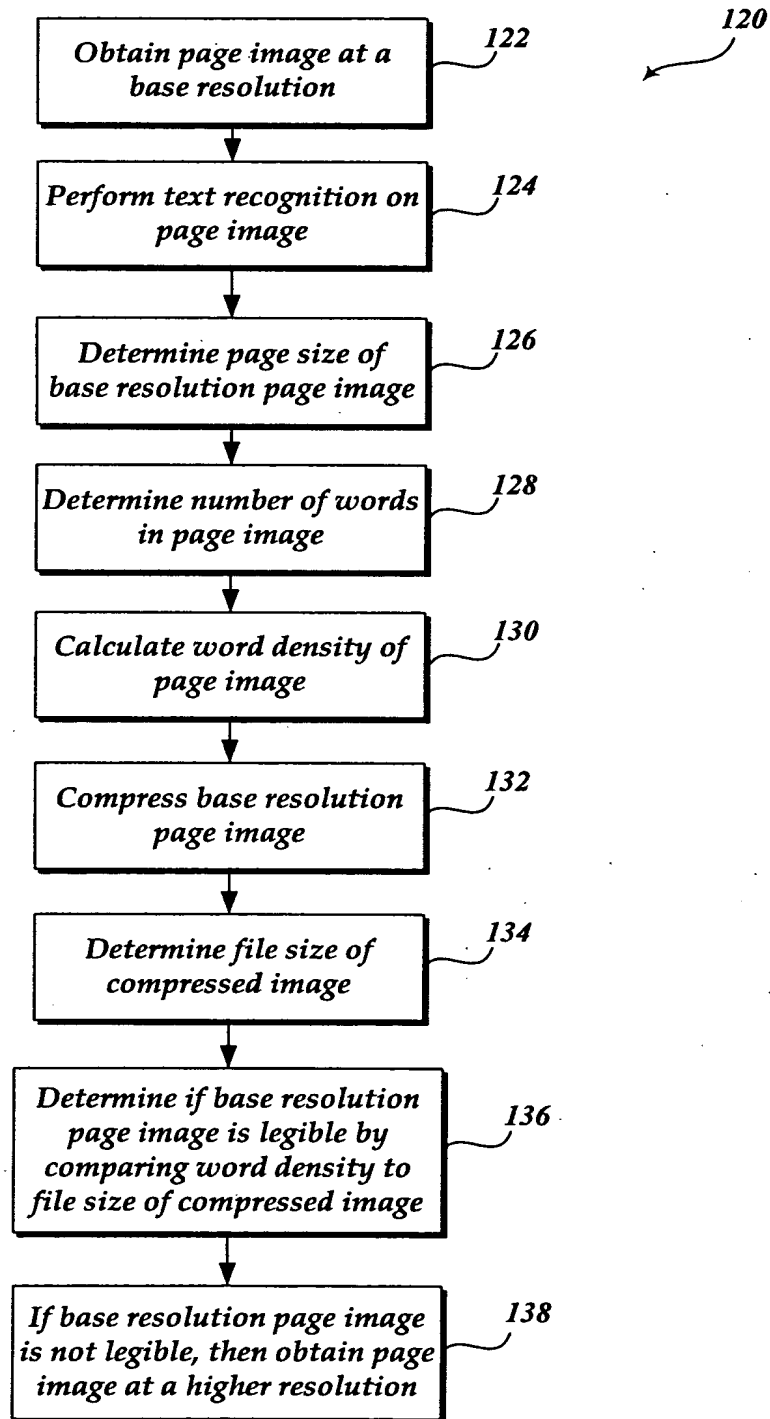 120
Obtain page image at a
base resolution
122
Perform text recognition on
page image
124
Determine page size of
base resolution page image
126
Determine number of words
in page image
128
Calculate word density of
page image
130
Compress base resolution
page image
132
Determine file size of
compressed image
134
Determine if base resolution
page image is legible by
comparing word density to
file size of compressed image
136
If base resolution page image
is not legible, then obtain page
image at a higher resolution
138